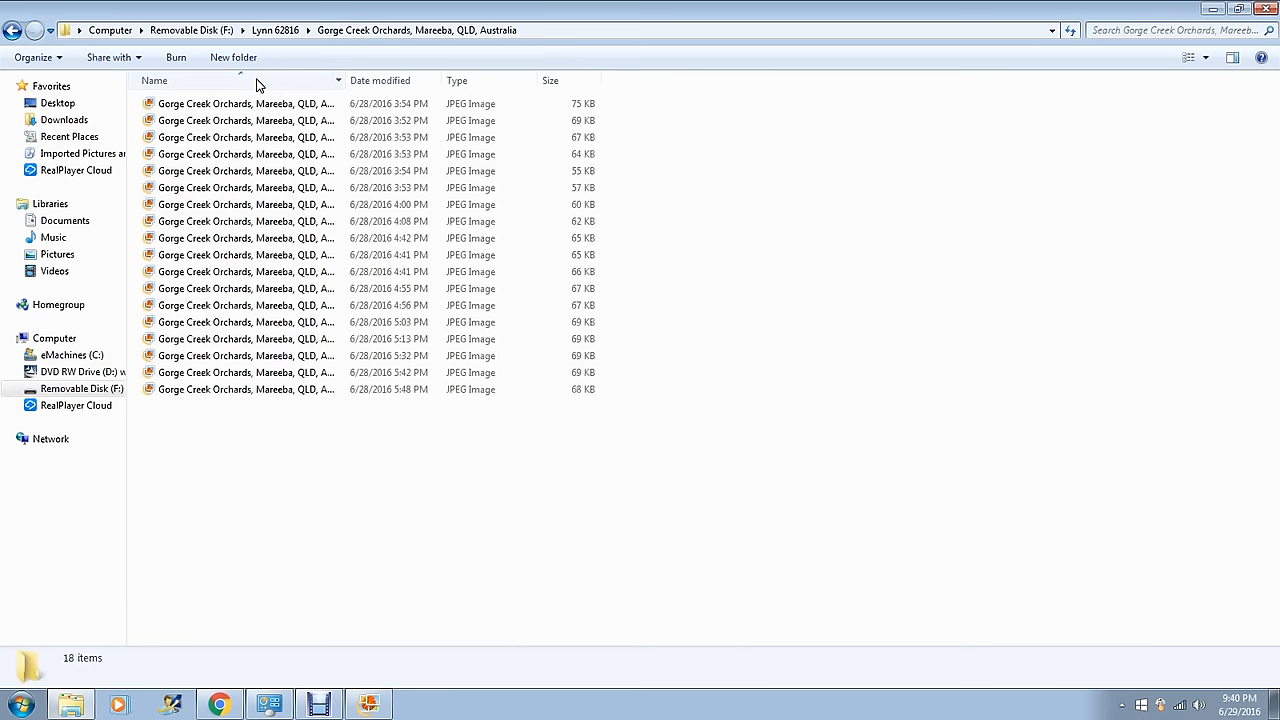 Computer Removable Disk (F:) Lynn 62816 Gorge Creek Orchards, Mareeba, QLD, Australia Search Gorge Creek Orchards, Mareeb...
Organize Share with Burn New folder
Name Date modified Type Size
Favorites
Desktop
Downloads
Recent Places
Imported Pictures ar
RealPlayer Cloud
Libraries
Documents
Music
Pictures
Videos
Homegroup
Computer
eMachines (C:)
DVD RW Drive (D:) w
Removable Disk (F:)
RealPlayer Cloud
Network
Gorge Creek Orchards, Mareeba, QLD, A... 6/28/2016 3:54 PM JPEG Image 75 KB
Gorge Creek Orchards, Mareeba, QLD, A... 6/28/2016 3:52 PM JPEG Image 69 KB
Gorge Creek Orchards, Mareeba, QLD, A... 6/28/2016 3:53 PM JPEG Image 67 KB
Gorge Creek Orchards, Mareeba, QLD, A... 6/28/2016 3:53 PM JPEG Image 64 KB
Gorge Creek Orchards, Mareeba, QLD, A... 6/28/2016 3:54 PM JPEG Image 55 KB
Gorge Creek Orchards, Mareeba, QLD, A... 6/28/2016 3:53 PM JPEG Image 57 KB
Gorge Creek Orchards, Mareeba, QLD, A... 6/28/2016 4:00 PM JPEG Image 60 KB
Gorge Creek Orchards, Mareeba, QLD, A... 6/28/2016 4:08 PM JPEG Image 62 KB
Gorge Creek Orchards, Mareeba, QLD, A... 6/28/2016 4:42 PM JPEG Image 65 KB
Gorge Creek Orchards, Mareeba, QLD, A... 6/28/2016 4:41 PM JPEG Image 65 KB
Gorge Creek Orchards, Mareeba, QLD, A... 6/28/2016 4:41 PM JPEG Image 66 KB
Gorge Creek Orchards, Mareeba, QLD, A... 6/28/2016 4:55 PM JPEG Image 67 KB
Gorge Creek Orchards, Mareeba, QLD, A... 6/28/2016 4:56 PM JPEG Image 67 KB
Gorge Creek Orchards, Mareeba, QLD, A... 6/28/2016 5:03 PM JPEG Image 69 KB
Gorge Creek Orchards, Mareeba, QLD, A... 6/28/2016 5:13 PM JPEG Image 69 KB
Gorge Creek Orchards, Mareeba, QLD, A... 6/28/2016 5:32 PM JPEG Image 69 KB
Gorge Creek Orchards, Mareeba, QLD, A... 6/28/2016 5:42 PM JPEG Image 69 KB
Gorge Creek Orchards, Mareeba, QLD, A... 6/28/2016 5:48 PM JPEG Image 68 KB
18 items
9:40 PM
6/29/2016